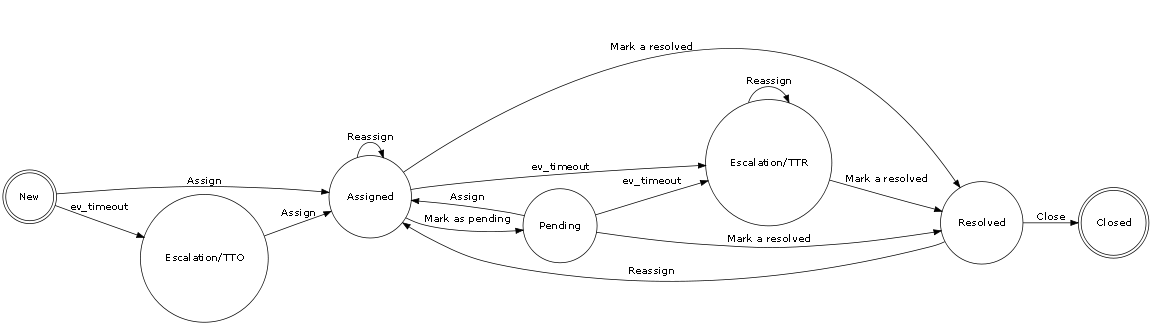 Mark a resolved
Reassign
Reassign
Escalation/TTR
ev_timeout
ev_timeout
Mark a resolved
Assign
New
Assigned
Assign
ev_timeout
Assign
Mark as pending
Pending
Mark a resolved
Resolved
Close
Closed
Escalation/TTO
Reassign